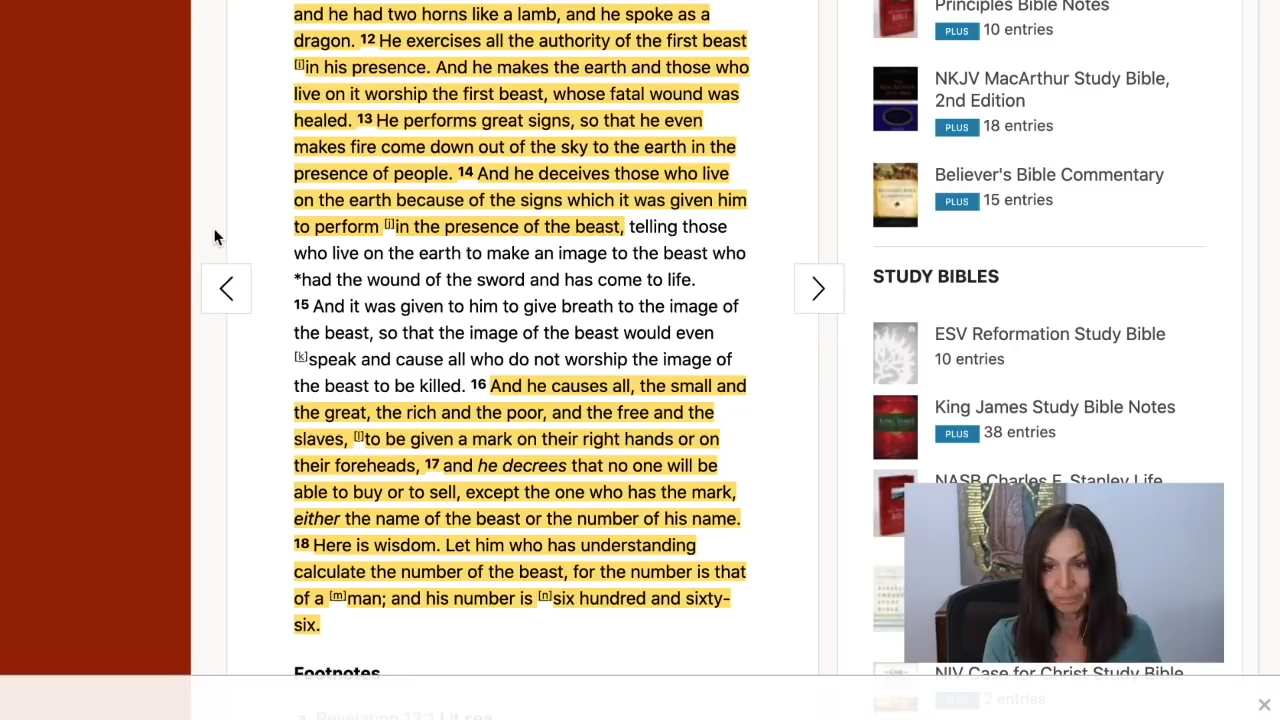 and he had two horns like a lamb, and he spoke as a
dragon. 12 He exercises all the authority of the first beast
[i]in his presence. And he makes the earth and those who
live on it worship the first beast, whose fatal wound was
healed. 13 He performs great signs, so that he even
makes fire come down out of the sky to the earth in the
presence of people. 14 And he deceives those who live
on the earth because of the signs which it was given him
to perform [j]in the presence of the beast, telling those
who live on the earth to make an image to the beast who
*had the wound of the sword and has come to life.
15 And it was given to him to give breath to the image of
the beast, so that the image of the beast would even
[k]speak and cause all who do not worship the image of
the beast to be killed. 16 And he causes all, the small and
the great, the rich and the poor, and the free and the
slaves, [l]to be given a mark on their right hands or on
their foreheads, 17 and he decrees that no one will be
able to buy or to sell, except the one who has the mark,
either the name of the beast or the number of his name.
18 Here is wisdom. Let him who has understanding
calculate the number of the beast, for the number is that
of a [m]man; and his number is [n]six hundred and sixty-
six.
Footnotes
a. Revelation 13:1 Lit sea
Principles Bible Notes
PLUS 10 entries
NKJV MacArthur Study Bible,
2nd Edition
PLUS 18 entries
Believer's Bible Commentary
PLUS 15 entries
STUDY BIBLES
ESV Reformation Study Bible
10 entries
King James Study Bible Notes
PLUS 38 entries
NASB Charles F. Stanley Life
NIV Case for Christ Study Bible
PLUS 2 entries